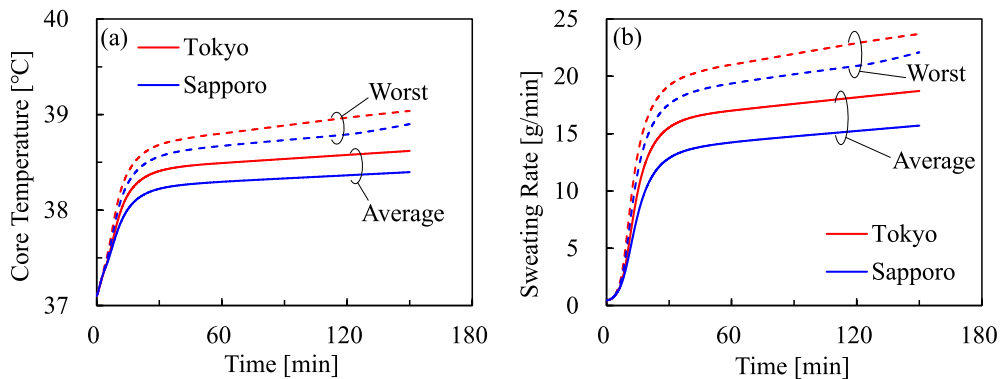 (a)
Tokyo
Sapporo
Worst
Average
40
39
38
37
0
60
120
180
Core Temperature [℃]
Time [min]
(b)
Worst
Average
Tokyo
Sapporo
25
20
15
10
5
0
0
60
120
180
Sweating Rate [g/min]
Time [min]